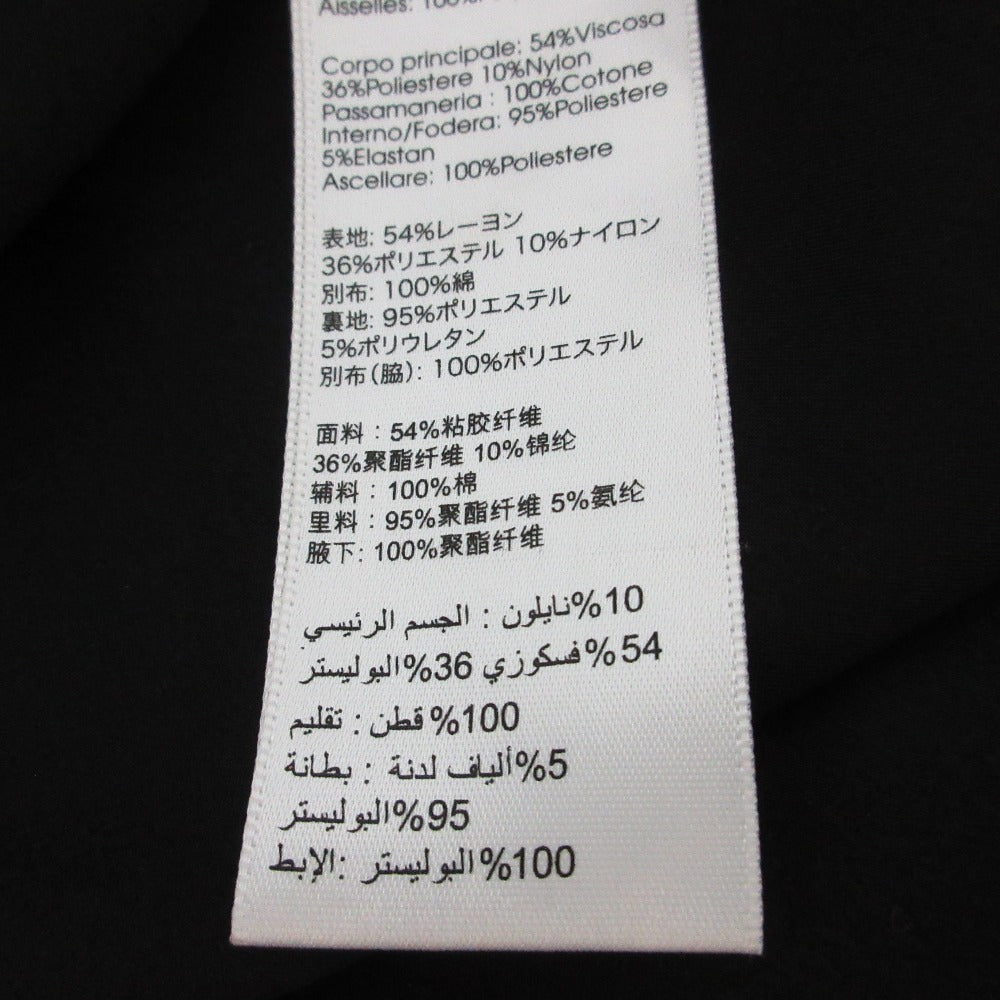 Aisselles: 100%
Corpo principale: 54%Viscosa
36%Poliestere 10%Nylon
Passamaneria : 100%Cotone
Interno/Fodera: 95%Poliestere
5%Elastan
Ascellare: 100%Poliestere
表地: 54%レーヨン
36%ポリエステル 10%ナイロン
別布: 100%綿
裏地: 95%ポリエステル
5%ポリウレタン
別布(脇): 100%ポリエステル
面料 : 54%粘胶纤维
36%聚酯纤维 10%锦纶
辅料 : 100%棉
里料 : 95%聚酯纤维 5%氨纶
腋下: 100%聚酯纤维
10%نايلون : الجسم الرئيسي
54%فسكوزي 36%البوليستر
100%قطن : تقليم
5%ألياف لدنة : بطانة
95%البوليستر
100%البوليستر :الإبط